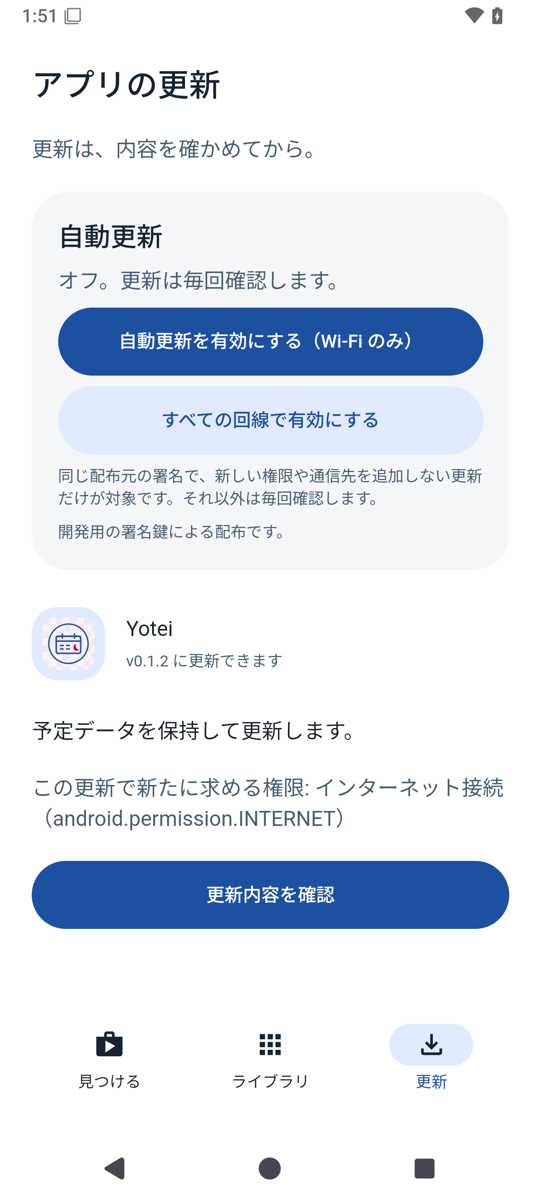 1:51
アプリの更新
更新は、内容を確かめてから。
自動更新
オフ。更新は毎回確認します。
自動更新を有効にする（Wi-Fi のみ）
すべての回線で有効にする
同じ配布元の署名で、新しい権限や通信先を追加しない更新
だけが対象です。それ以外は毎回確認します。
開発用の署名鍵による配布です。
Yotei
v0.1.2 に更新できます
予定データを保持して更新します。
この更新で新たに求める権限: インターネット接続
（android.permission.INTERNET）
更新内容を確認
見つける
ライブラリ
更新